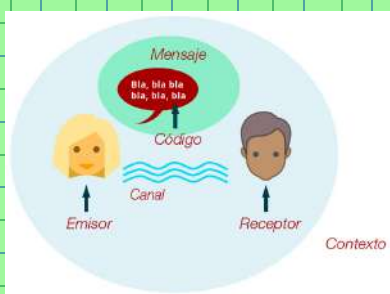 Mensaje
Bla, bla bla
bla, bla, bla
Código
Canal
Emisor
Receptor
Contexto